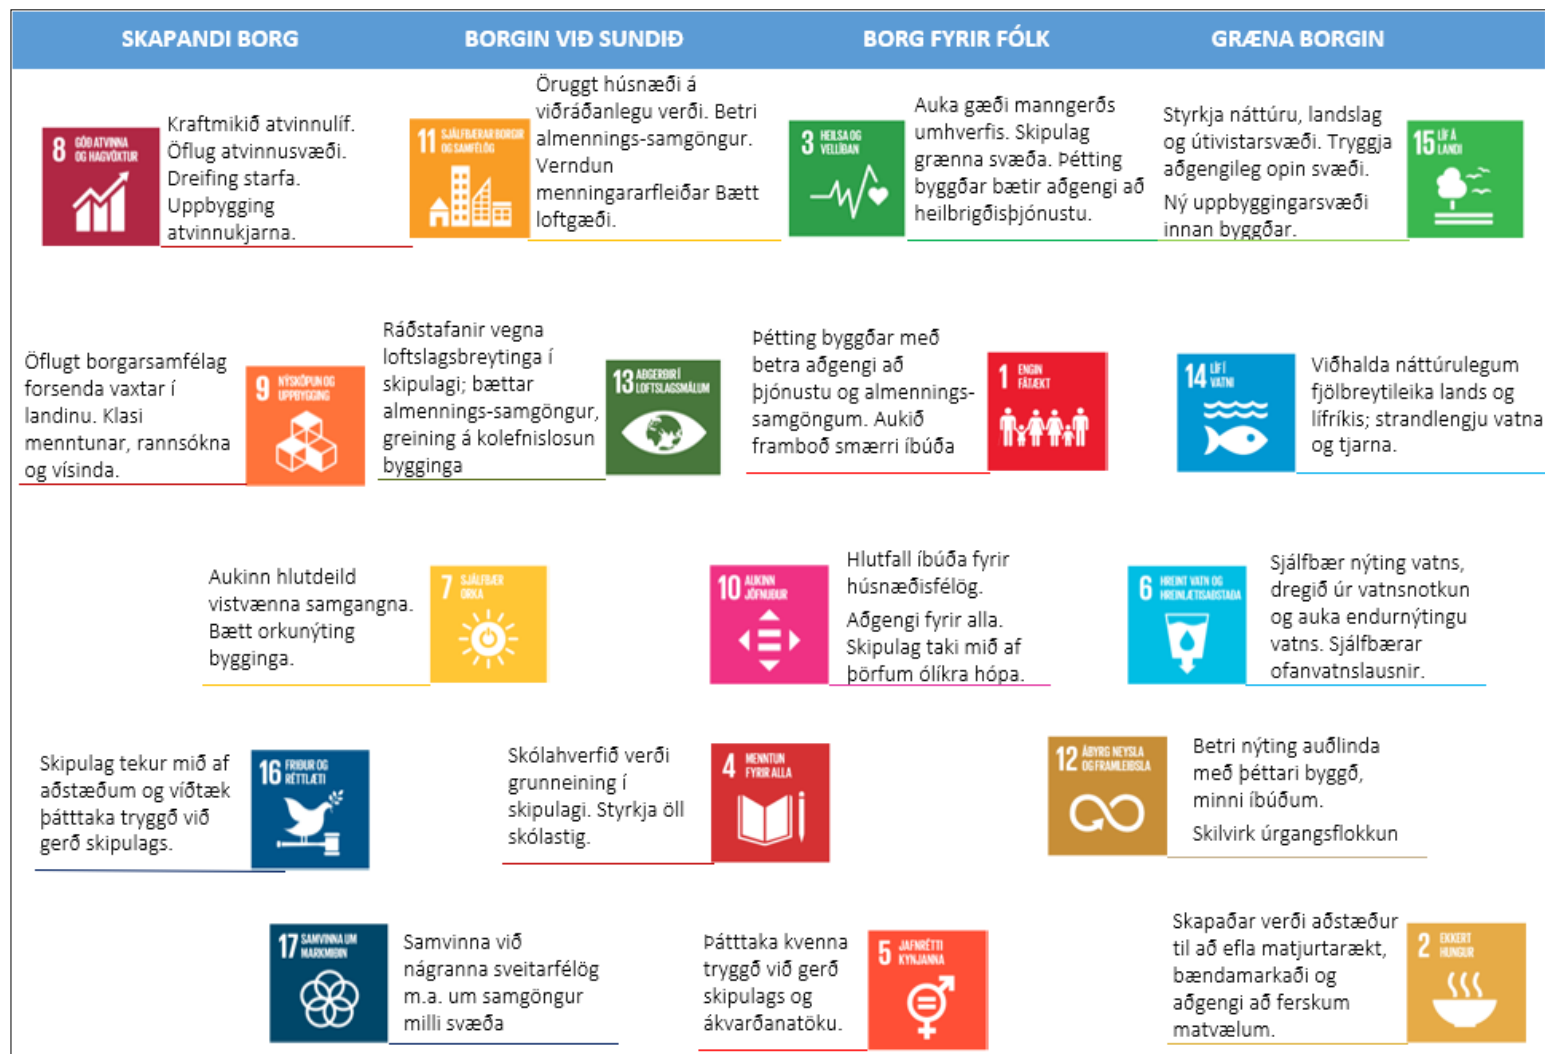 SKAPANDI BORG
BORGIN VIÐ SUNDIÐ
BORG FYRIR FÓLK
GRÆNA BORGIN
8 GÓÐ ATVINNA
OG HAGVÖXTUR
Kraftmikið atvinnulíf.
Öflug atvinnusvæði.
Dreifing starfa.
Uppbygging
atvinnukjarna.
11 SJÁLFBÆRAR BORGIR
OG SAMFÉLÖG
Öruggt húsnæði á
viðráðanlegu verði. Betri
almennings-samgöngur.
Verndun
menningararfleiðar Bætt
loftgæði.
3 HEILSA OG
VELLÍÐAN
Auka gæði manngerðs
umhverfis. Skipulag
grænna svæða. Þétting
byggðar bætir aðgengi að
heilbrigðisþjónustu.
Styrkja náttúru, landslag
og útivistarsvæði. Tryggja
aðgengileg opin svæði.
Ný uppbyggingarsvæði
innan byggðar.
15 LÍF Á
LANDI
Öflugt borgarsamfélag
forsenda vaxtar í
landinu. Klasi
menntunar, rannsókna
og vísinda.
9 NÝSKÖPUN OG
UPPBYGGING
Ráðstafanir vegna
loftslagsbreytinga í
skipulagi; bættar
almennings-samgöngur,
greining á kolefnislosun
bygginga
13 AÐGERÐIR Í
LOFTSLAGSMÁLUM
Þétting byggðar með
betra aðgengi að
þjónustu og almennings-
samgöngum. Aukið
framboð smærri íbúða
1 ENGIN
FÁTÆKT
14 LÍF Í
VATNI
Viðhalda náttúrulegum
fjölbreytileika lands og
lífríkis; strandlengju vatna
og tjarna.
Aukinn hlutdeild
vistvænna samgangna.
Bætt orkunýting
bygginga.
7 SJÁLFBÆR
ORKA
10 AUKINN
JÖFNUÐUR
Hlutfall íbúða fyrir
húsnæðisfélög.
Aðgengi fyrir alla.
Skipulag taki mið af
þörfum ólíkra hópa.
6 HREINT VATN OG
HREINLÆTISAÐSTAÐA
Sjálfbær nýting vatns,
dregið úr vatnsnotkun
og auka endurnýtingu
vatns. Sjálfbærar
ofanvatnslausnir.
Skipulag tekur mið af
aðstæðum og víðtæk
þátttaka tryggð við
gerð skipulags.
16 FRIÐUR OG
RÉTTLÆTI
Skólahverfið verði
grunneining í
skipulagi. Styrkja öll
skólastig.
4 MENNTUN
FYRIR ALLA
12 ÁBYRG NEYSLA
OG FRAMLEIÐSLA
Betri nýting auðlinda
með þéttari byggð,
minni íbúðum.
Skilvirk úrgangsflokkun
17 SAMVINNA UM
MARKMIÐIN
Samvinna við
nágranna sveitarfélög
m.a. um samgöngur
milli svæða
Þátttaka kvenna
tryggð við gerð
skipulags og
ákvarðanatöku.
5 JAFNRÉTTI
KYNJANNA
Skapaðar verði aðstæður
til að efla matjurtarækt,
bændamarkaði og
aðgengi að ferskum
matvælum.
2 EKKERT
HUNGUR